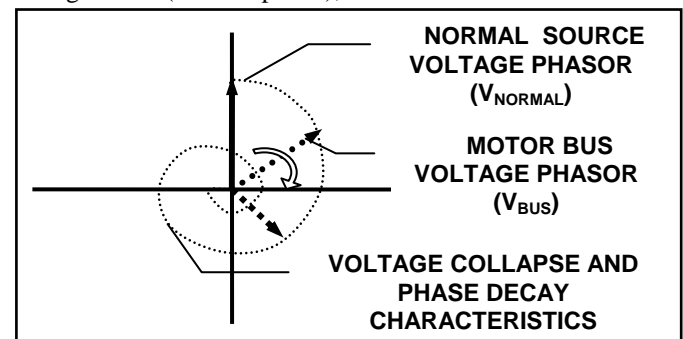 NORMAL SOURCE
VOLTAGE PHASOR
(VNORMAL)
MOTOR BUS
VOLTAGE PHASOR
(VBUS)
VOLTAGE COLLAPSE AND
PHASE DECAY
CHARACTERISTICS